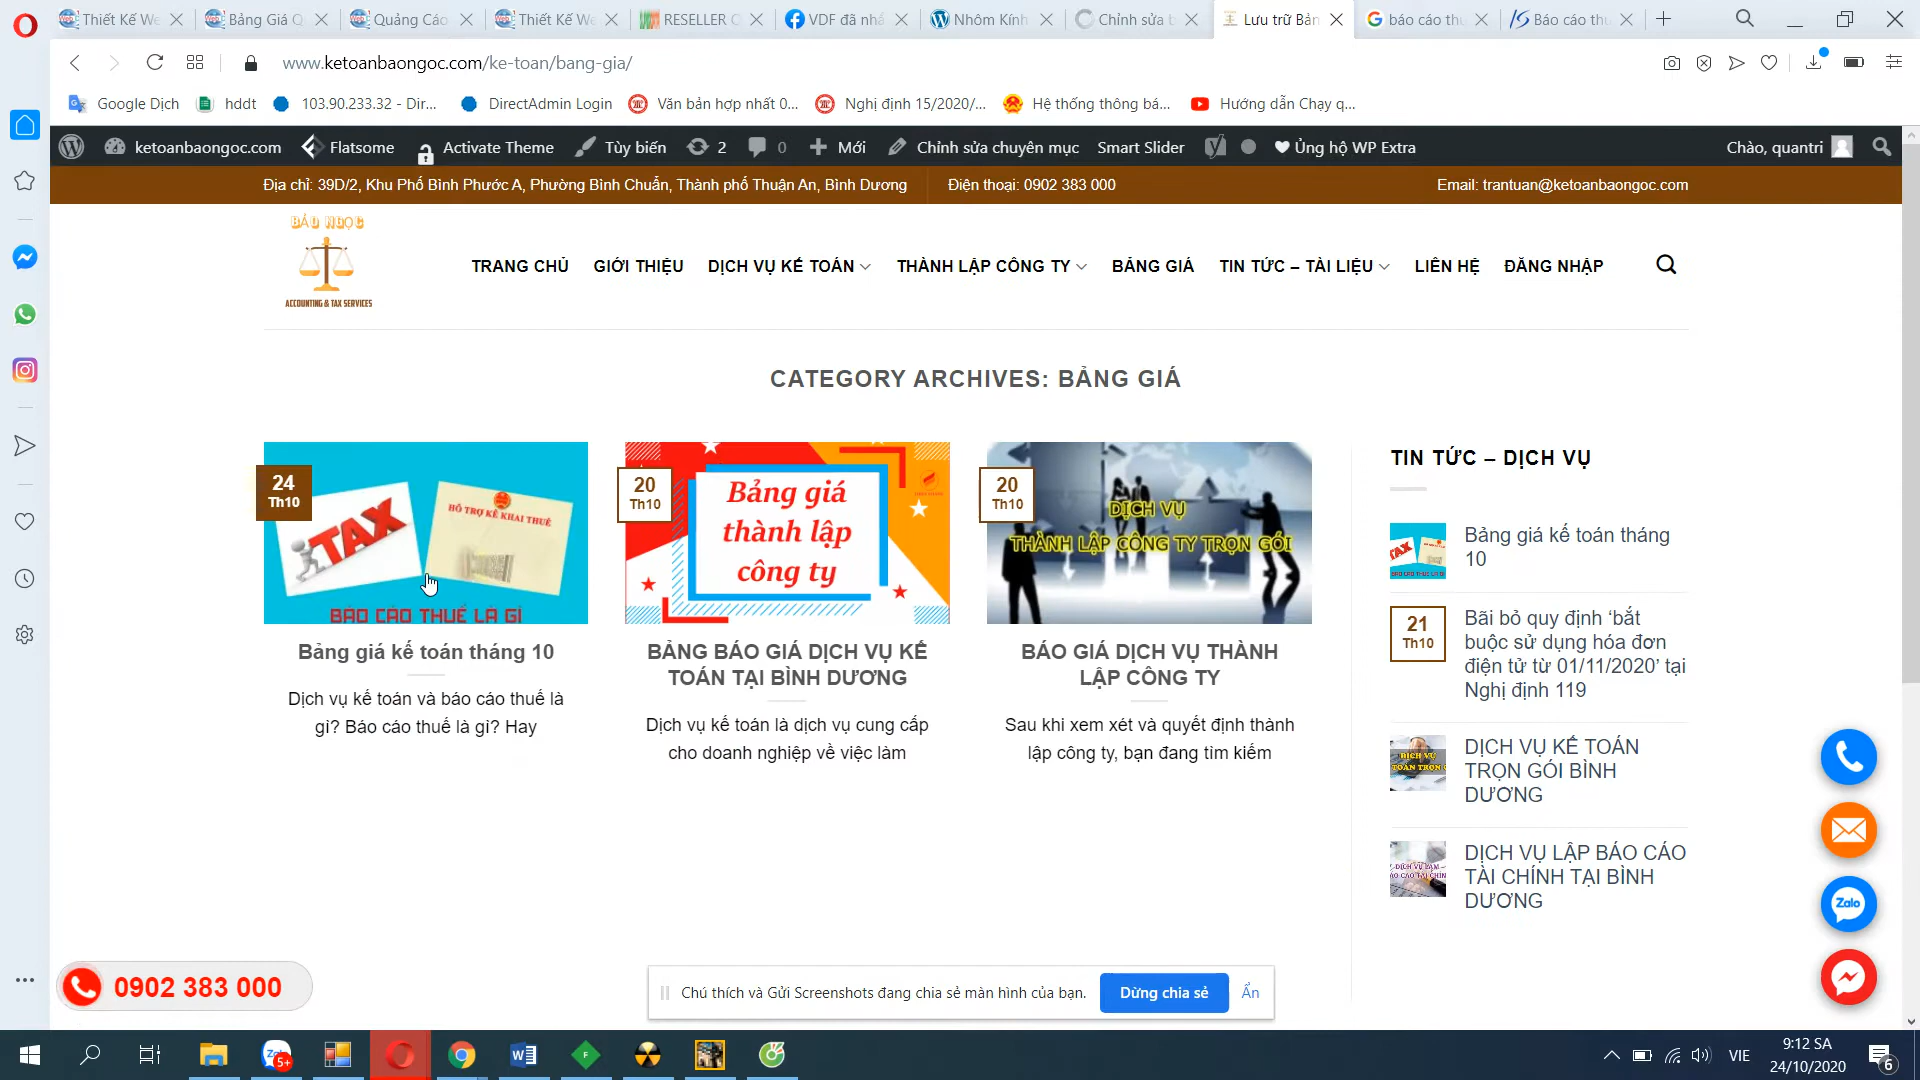 Thiết Kế We
Bảng Giá Q
Quảng Cáo
Thiết Kế We
RESELLER C
VDF đã nhấ
Nhóm Kính
Chỉnh sửa b
Lưu trữ Bản
báo cáo thu
Báo cáo thu
www.ketoanbaongoc.com/ke-toan/bang-gia/
Google Dịch
hddt
103.90.233.32 - Dir...
DirectAdmin Login
Văn bản hợp nhất 0...
Nghị định 15/2020/...
Hệ thống thông bá...
Hướng dẫn Chạy q...
ketoanbaongoc.com
Flatsome
Activate Theme
Tùy biến
2
0
Mới
Chỉnh sửa chuyên mục
Smart Slider
Ủng hộ WP Extra
Chào, quantri
Địa chỉ: 39D/2, Khu Phố Bình Phước A, Phường Bình Chuẩn, Thành phố Thuận An, Bình Dương
Điện thoại: 0902 383 000
Email: trantuan@ketoanbaongoc.com
BẢO NGỌC
ACCOUNTING & TAX SERVICES
TRANG CHỦ
GIỚI THIỆU
DỊCH VỤ KẾ TOÁN
THÀNH LẬP CÔNG TY
BẢNG GIÁ
TIN TỨC – TÀI LIỆU
LIÊN HỆ
ĐĂNG NHẬP
CATEGORY ARCHIVES: BẢNG GIÁ
24
Th10
TAX
HỖ TRỢ KÊ KHAI THUẾ
BÁO CÁO THUẾ LÀ GÌ
Bảng giá kế toán tháng 10
Dịch vụ kế toán và báo cáo thuế là
gì? Báo cáo thuế là gì? Hay
20
Th10
Bảng giá
thành lập
công ty
BẢNG BÁO GIÁ DỊCH VỤ KẾ
TOÁN TẠI BÌNH DƯƠNG
Dịch vụ kế toán là dịch vụ cung cấp
cho doanh nghiệp về việc làm
20
Th10
DỊCH VỤ
THÀNH LẬP CÔNG TY TRỌN GÓI
BÁO GIÁ DỊCH VỤ THÀNH
LẬP CÔNG TY
Sau khi xem xét và quyết định thành
lập công ty, bạn đang tìm kiếm
TIN TỨC – DỊCH VỤ
Bảng giá kế toán tháng
10
21
Th10
Bãi bỏ quy định ‘bắt
buộc sử dụng hóa đơn
điện tử từ 01/11/2020’ tại
Nghị định 119
DỊCH VỤ KẾ TOÁN
TRỌN GÓI BÌNH
DƯƠNG
DỊCH VỤ LẬP BÁO CÁO
TÀI CHÍNH TẠI BÌNH
DƯƠNG
Zalo
0902 383 000
Chú thích và Gửi Screenshots đang chia sẻ màn hình của bạn.
Dừng chia sẻ
Ẩn
5+
VIE
9:12 SA
24/10/2020
6